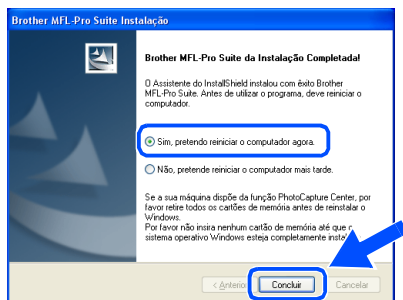 Brother MFL-Pro Suite Instalação
Brother MFL-Pro Suite da Instalação Completada!
O Assistente do InstallShield instalou com êxito Brother
MFL-Pro Suite. Antes de utilizar o programa, deve reiniciar o
computador.
Sim, pretendo reiniciar o computador agora.
Não, pretende reiniciar o computador mais tarde.
Se a sua máquina dispõe da função PhotoCapture Center, por
favor retire todos os cartões de memória antes de reinstalar o
Windows.
Por favor não insira nenhum cartão de memória até que o
sistema operativo Windows esteja completamente
< Anterior
Concluir
Cancelar